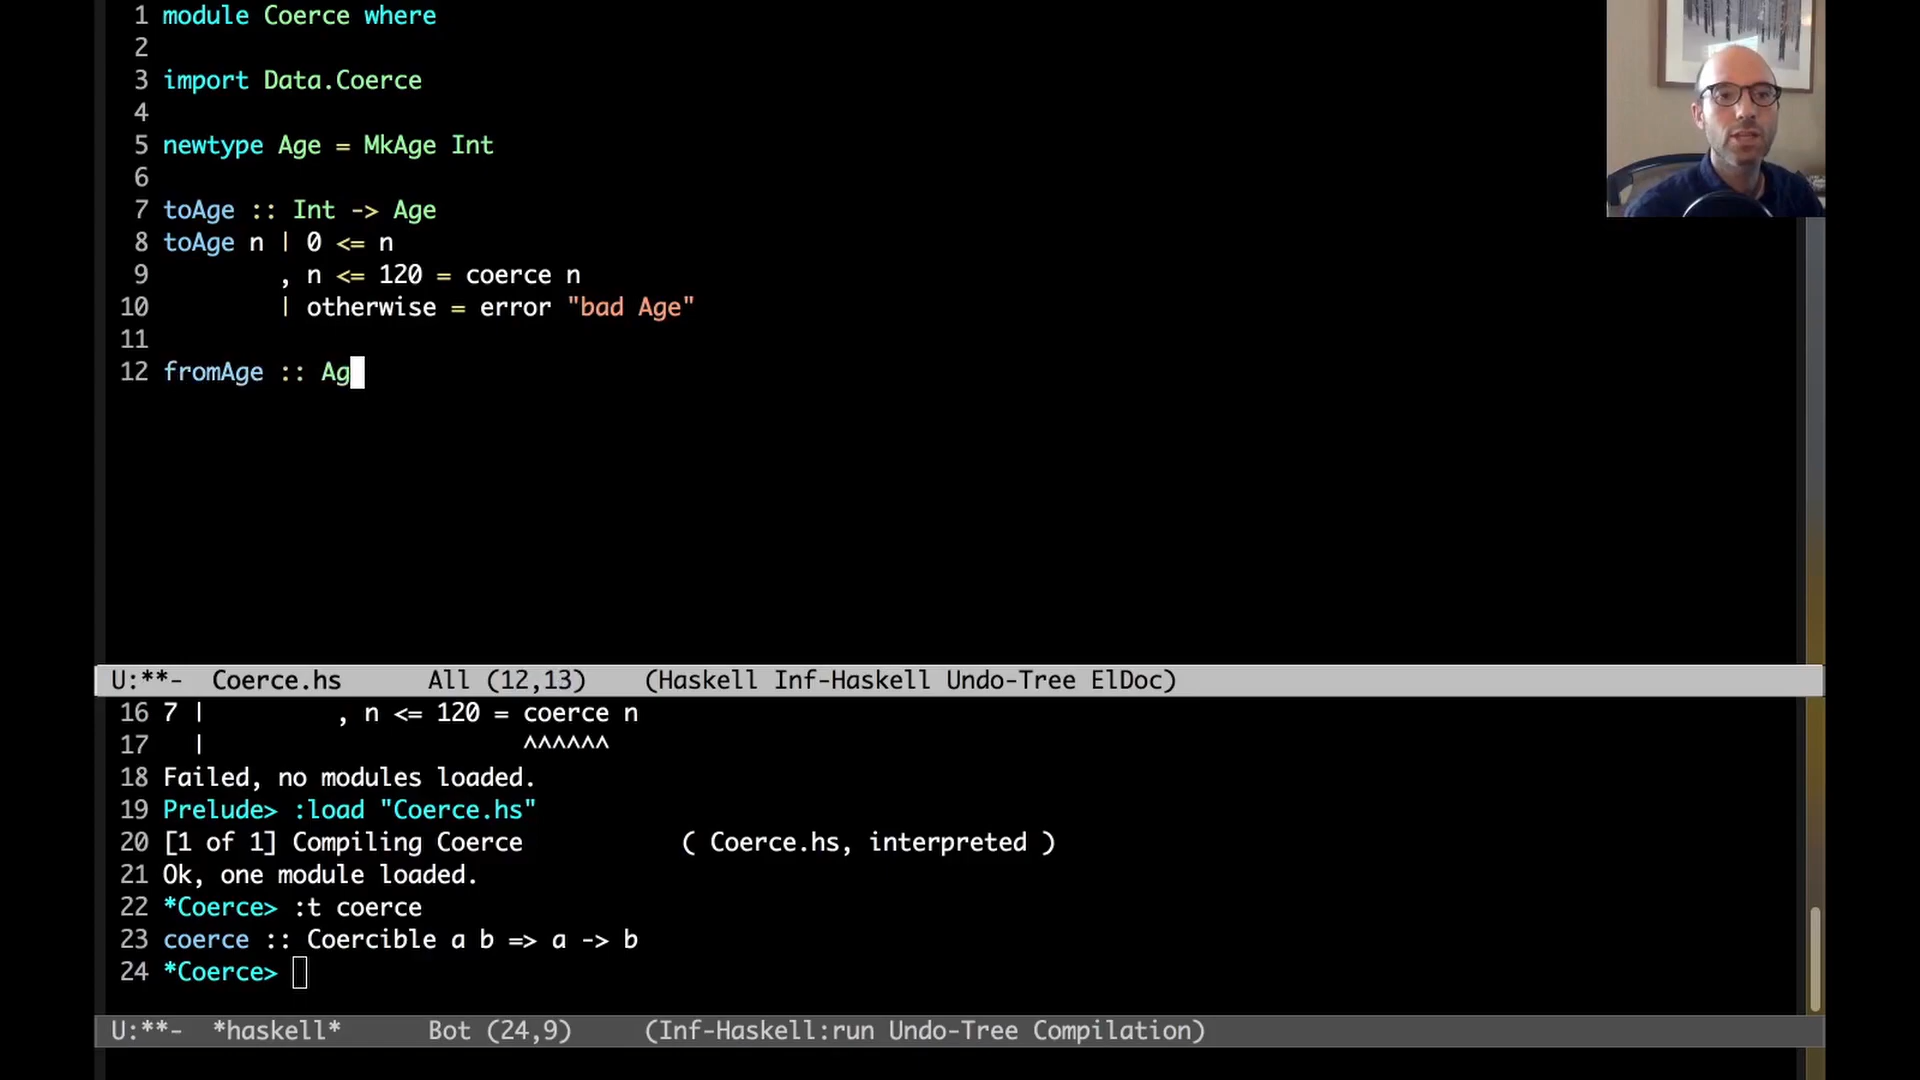 1 module Coerce where
2
3 import Data.Coerce
4
5 newtype Age = MkAge Int
6
7 toAge :: Int -> Age
8 toAge n | 0 <= n
9         , n <= 120 = coerce n
10         | otherwise = error "bad Age"
11
12 fromAge :: Ag
U:**-  Coerce.hs      All (12,13)    (Haskell Inf-Haskell Undo-Tree ElDoc)
16 7 |         , n <= 120 = coerce n
17   |                      ^^^^^^
18 Failed, no modules loaded.
19 Prelude> :load "Coerce.hs"
20 [1 of 1] Compiling Coerce           ( Coerce.hs, interpreted )
21 Ok, one module loaded.
22 *Coerce> :t coerce
23 coerce :: Coercible a b => a -> b
24 *Coerce>
U:**-  *haskell*      Bot (24,9)     (Inf-Haskell:run Undo-Tree Compilation)